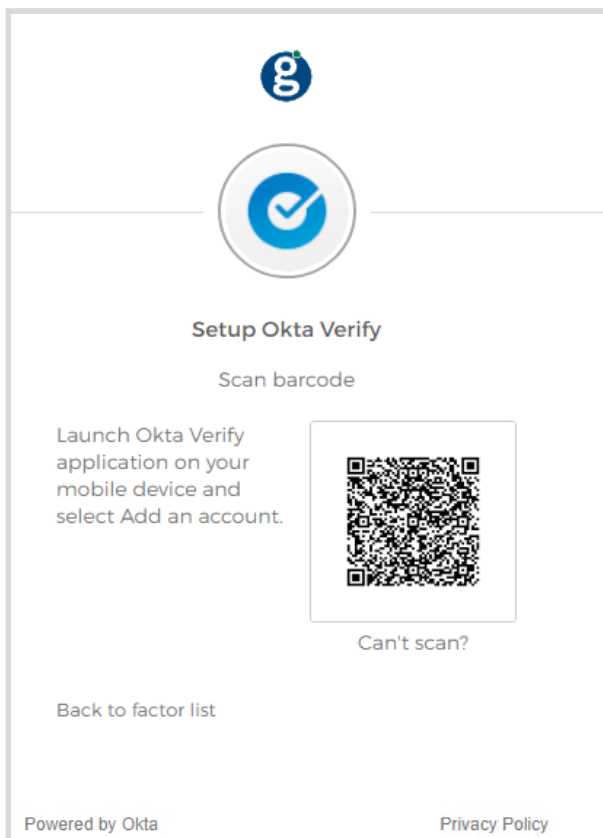 g
Setup Okta Verify
Scan barcode
Launch Okta Verify
application on your
mobile device and
select Add an account.
Can't scan?
Back to factor list
Powered by Okta
Privacy Policy